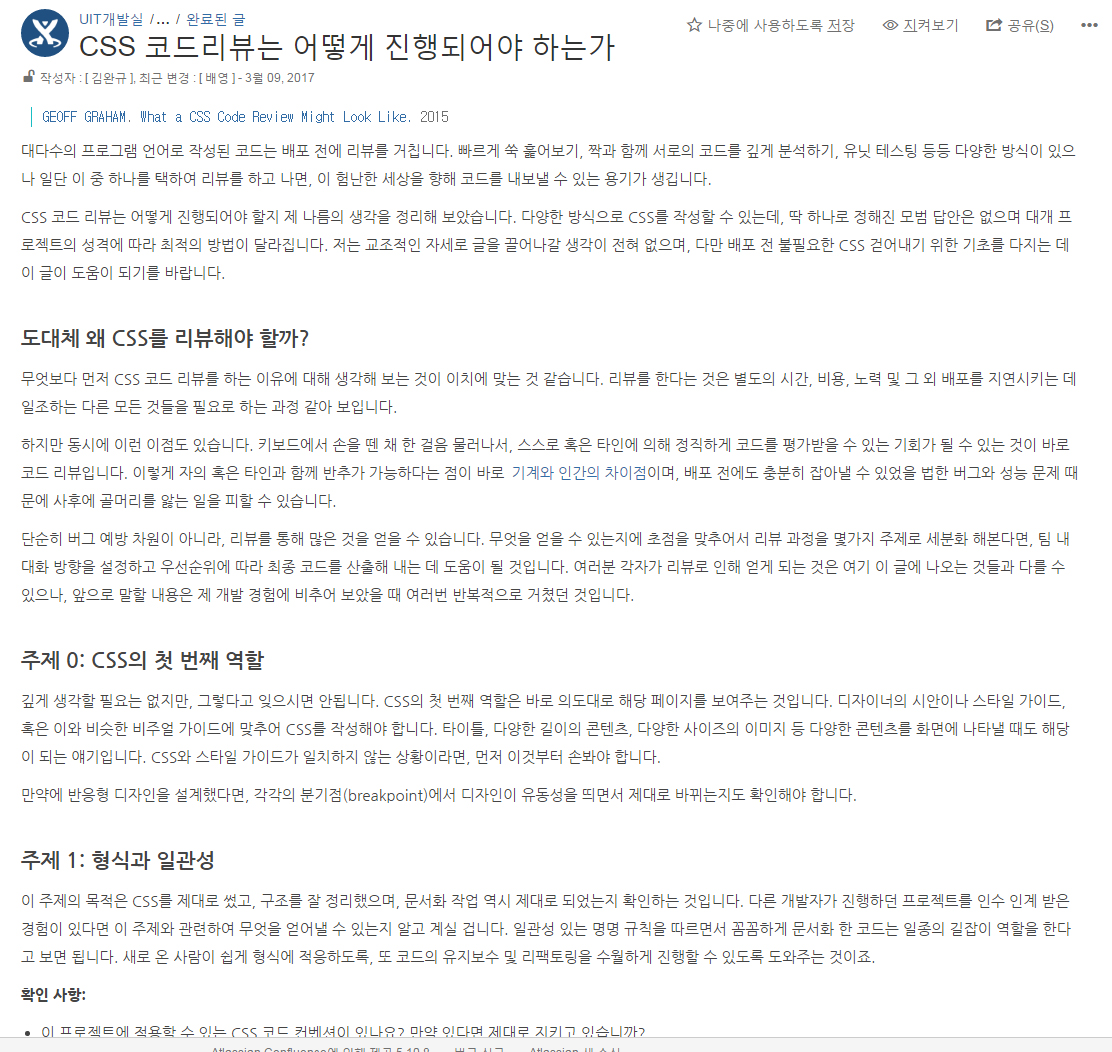 UIT개발실 /... / 완료된 글
나중에 사용하도록 저장 지켜보기 공유(S)
CSS 코드리뷰는 어떻게 진행되어야 하는가
작성자 : [ 김완규 ], 최근 변경 : [ 배영 ] - 3월 09, 2017
GEOFF GRAHAM. What a CSS Code Review Might Look Like. 2015
대다수의 프로그램 언어로 작성된 코드는 배포 전에 리뷰를 거칩니다. 빠르게 쑥 훑어보기, 짝과 함께 서로의 코드를 깊게 분석하기, 유닛 테스팅 등등 다양한 방식이 있으
나 일단 이 중 하나를 택하여 리뷰를 하고 나면, 이 험난한 세상을 향해 코드를 내보낼 수 있는 용기가 생깁니다.
CSS 코드 리뷰는 어떻게 진행되어야 할지 제 나름의 생각을 정리해 보았습니다. 다양한 방식으로 CSS를 작성할 수 있는데, 딱 하나로 정해진 모범 답안은 없으며 대개 프
로젝트의 성격에 따라 최적의 방법이 달라집니다. 저는 교조적인 자세로 글을 끌어나갈 생각이 전혀 없으며, 다만 배포 전 불필요한 CSS 걷어내기 위한 기초를 다지는 데
이 글이 도움이 되기를 바랍니다.
도대체 왜 CSS를 리뷰해야 할까?
무엇보다 먼저 CSS 코드 리뷰를 하는 이유에 대해 생각해 보는 것이 이치에 맞는 것 같습니다. 리뷰를 한다는 것은 별도의 시간, 비용, 노력 및 그 외 배포를 지연시키는 데
일조하는 다른 모든 것들을 필요로 하는 과정 같아 보입니다.
하지만 동시에 이런 이점도 있습니다. 키보드에서 손을 뗀 채 한 걸음 물러나서, 스스로 혹은 타인에 의해 정직하게 코드를 평가받을 수 있는 기회가 될 수 있는 것이 바로
코드 리뷰입니다. 이렇게 자의 혹은 타인과 함께 반추가 가능하다는 점이 바로 기계와 인간의 차이점이며, 배포 전에도 충분히 잡아낼 수 있었을 법한 버그와 성능 문제 때
문에 사후에 골머리를 앓는 일을 피할 수 있습니다.
단순히 버그 예방 차원이 아니라, 리뷰를 통해 많은 것을 얻을 수 있습니다. 무엇을 얻을 수 있는지에 초점을 맞추어서 리뷰 과정을 몇가지 주제로 세분화 해본다면, 팀 내
대화 방향을 설정하고 우선순위에 따라 최종 코드를 산출해 내는 데 도움이 될 것입니다. 여러분 각자가 리뷰로 인해 얻게 되는 것은 여기 이 글에 나오는 것들과 다를 수
있으나, 앞으로 말할 내용은 제 개발 경험에 비추어 보았을 때 여러번 반복적으로 거쳤던 것입니다.
주제 0: CSS의 첫 번째 역할
깊게 생각할 필요는 없지만, 그렇다고 잊으시면 안됩니다. CSS의 첫 번째 역할은 바로 의도대로 해당 페이지를 보여주는 것입니다. 디자이너의 시안이나 스타일 가이드,
혹은 이와 비슷한 비주얼 가이드에 맞추어 CSS를 작성해야 합니다. 타이틀, 다양한 길이의 콘텐츠, 다양한 사이즈의 이미지 등 다양한 콘텐츠를 화면에 나타낼 때도 해당
이 되는 얘기입니다. CSS와 스타일 가이드가 일치하지 않는 상황이라면, 먼저 이것부터 손봐야 합니다.
만약에 반응형 디자인을 설계했다면, 각각의 분기점(breakpoint)에서 디자인이 유동성을 띄면서 제대로 바뀌는지도 확인해야 합니다.
주제 1: 형식과 일관성
이 주제의 목적은 CSS를 제대로 썼고, 구조를 잘 정리했으며, 문서화 작업 역시 제대로 되었는지 확인하는 것입니다. 다른 개발자가 진행하던 프로젝트를 인수 인계 받은
경험이 있다면 이 주제와 관련하여 무엇을 얻어낼 수 있는지 알고 계실 겁니다. 일관성 있는 명명 규칙을 따르면서 꼼꼼하게 문서화 한 코드는 일종의 길잡이 역할을 한다
고 보면 됩니다. 새로 온 사람이 쉽게 형식에 적응하도록, 또 코드의 유지보수 및 리팩토링을 수월하게 진행할 수 있도록 도와주는 것이죠.
확인 사항:
이 프로젝트에 적용할 수 있는 CSS 코드 컨벤션이 있나요? 만약 있다면 제대로 지키고 있습니까?